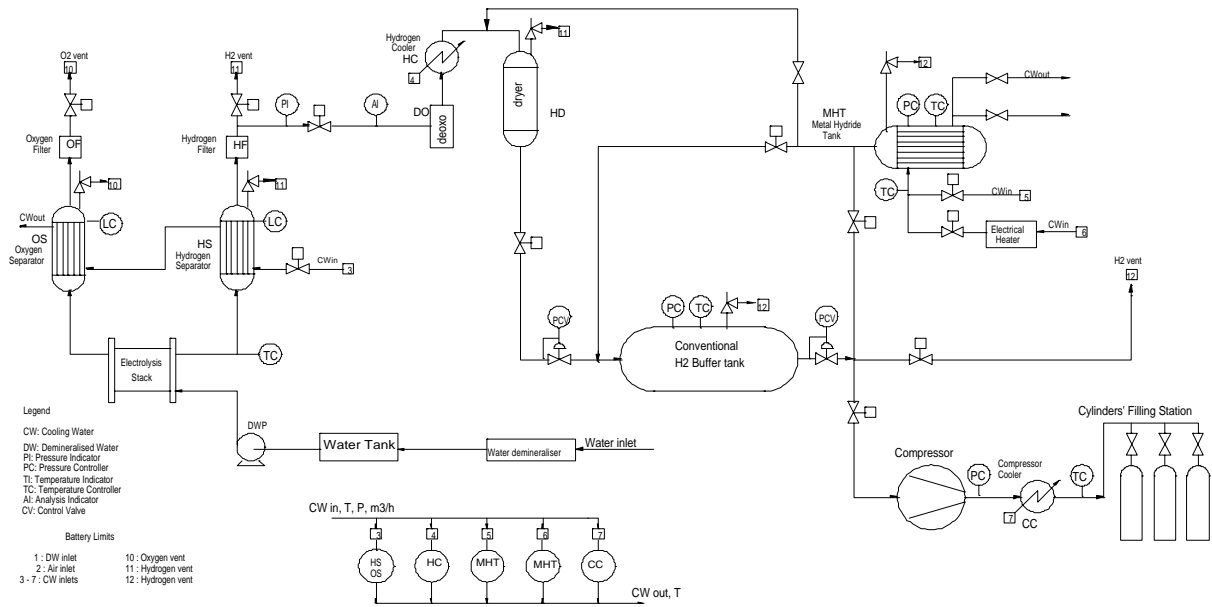 O2 vent
10
H2 vent
11
Oxygen
Filter
OF
Hydrogen
Filter
HF
10
11
CWout
OS
Oxygen
Separator
LC
HS
Hydrogen
Separator
LC
CWin
3
PI
AI
Hydrogen
Cooler
HC
4
DO
deoxo
11
dryer
HD
12
MHT
Metal Hydride
Tank
PC
TC
CWout
TC
CWin
5
Electrical
Heater
CWin
6
Electrolysis
Stack
TC
PCV
PC
TC
12
Conventional
H2 Buffer tank
PCV
H2 vent
12
DWP
Water Tank
Water demineraliser
Water inlet
Compressor
PC
Compressor
Cooler
CC
7
TC
Cylinders' Filling Station
Legend
CW: Cooling Water
DW: Demineralised Water
PI: Pressure Indicator
PC: Pressure Controller
TI: Temperature Indicator
TC: Temperature Controller
AI: Analysis Indicator
CV: Control Valve
Battery Limits
1 : DW inlet
2 : Air inlet
3 - 7 : CW inlets
10 : Oxygen vent
11 : Hydrogen vent
12 : Hydrogen vent
CW in, T, P, m3/h
3
4
5
6
7
HS
OS
HC
MHT
MHT
CC
CW out, T